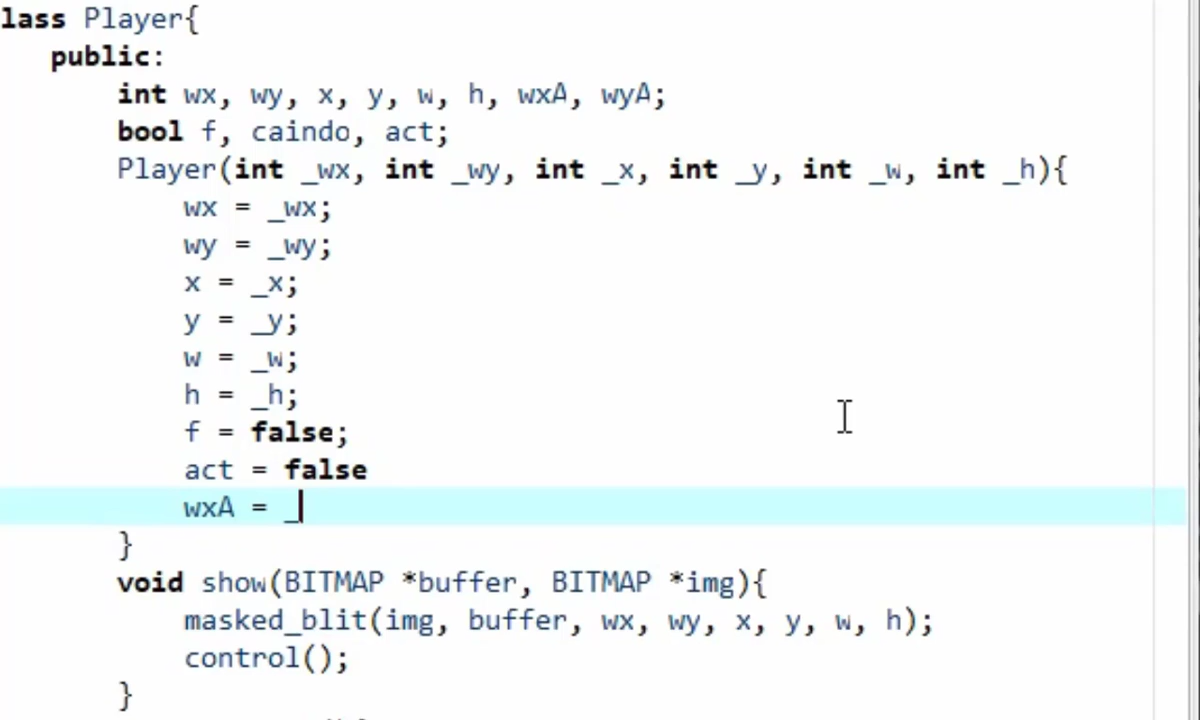 lass Player{
public:
int wx, wy, x, y, w, h, wxA, wyA;
bool f, caindo, act;
Player(int _wx, int _wy, int _x, int _y, int _w, int _h){
wx = _wx;
wy = _wy;
x = _x;
y = _y;
w = _w;
h = _h;
f = false;
act = false
wxA = _
}
void show(BITMAP *buffer, BITMAP *img){
masked_blit(img, buffer, wx, wy, x, y, w, h);
control();
}